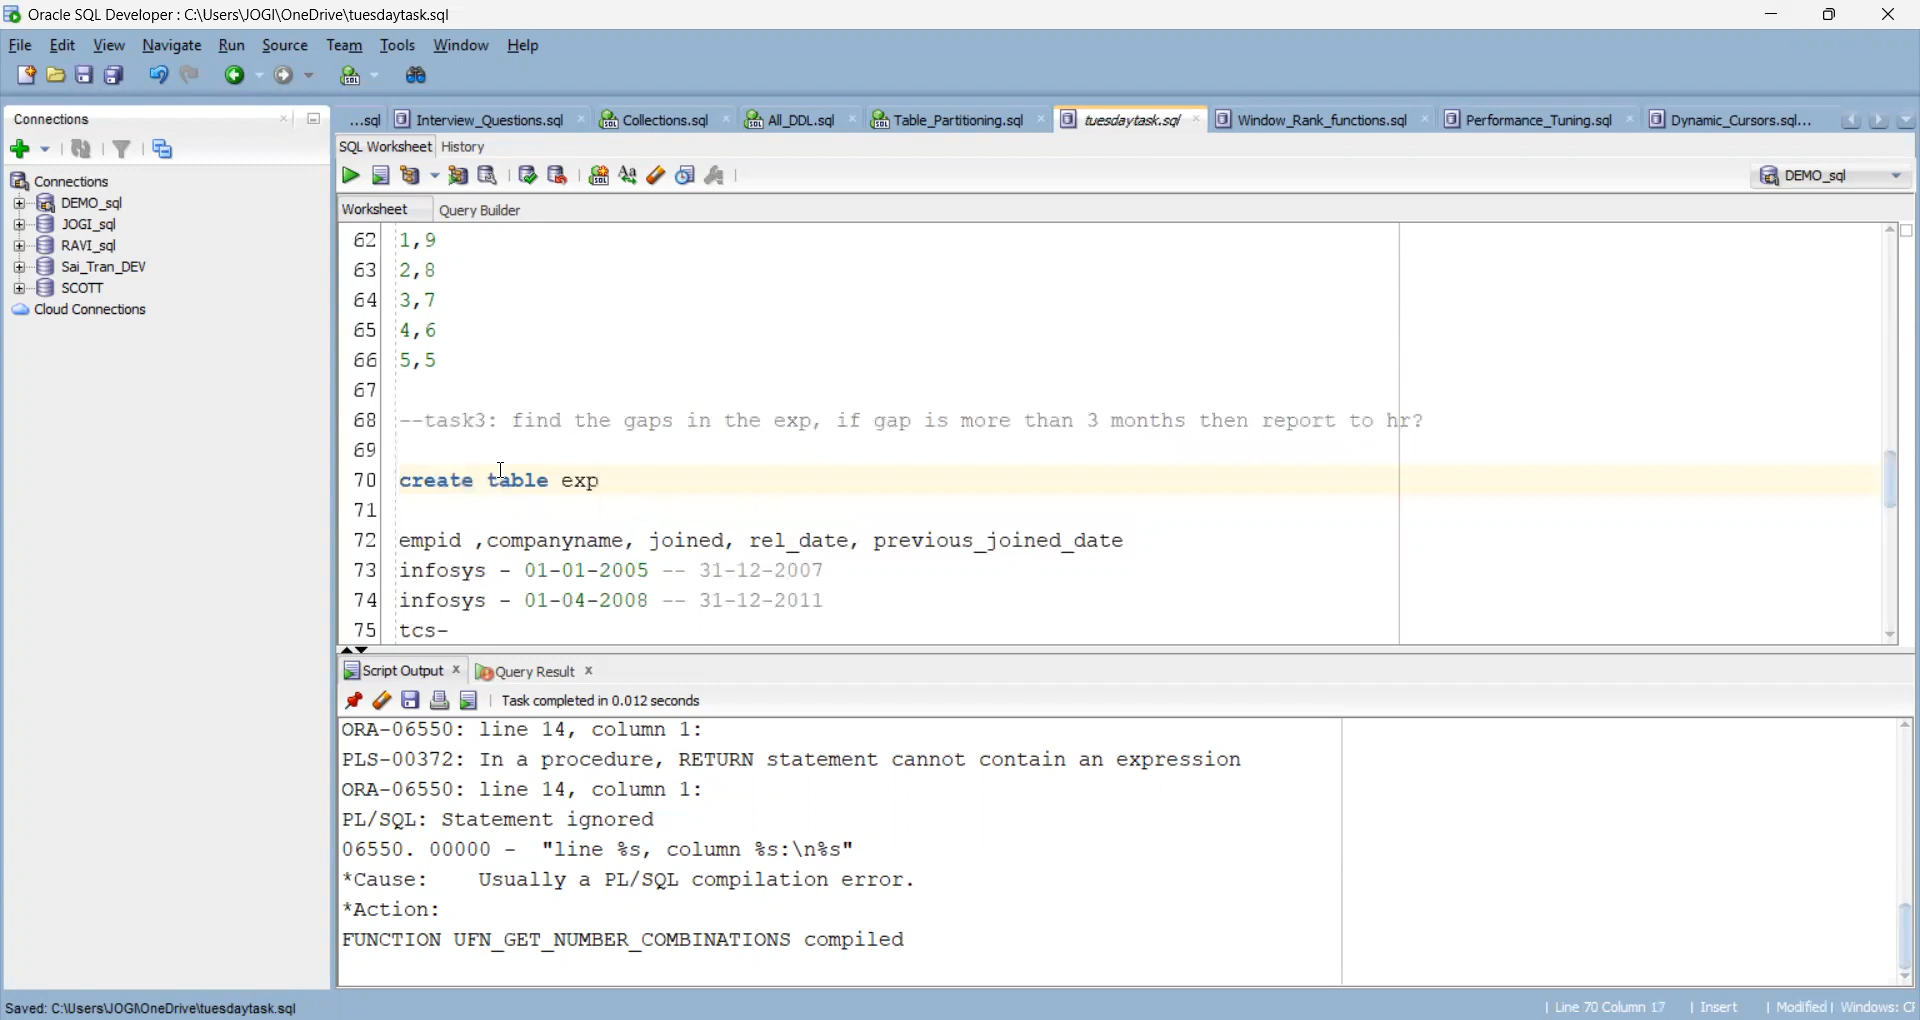 Oracle SQL Developer : C:\Users\JOGI\OneDrive\tuesdaytask.sql
File Edit View Navigate Run Source Team Tools Window Help
Connections
...sql Interview_Questions.sql Collections.sql All_DDL.sql Table_Partitioning.sql tuesdaytask.sql Window_Rank_functions.sql Performance_Tuning.sql Dynamic_Cursors.sql...
SQL Worksheet History
DEMO_sql
Worksheet Query Builder
Connections
DEMO_sql
JOGI_sql
RAVI_sql
Sai_Tran_DEV
SCOTT
Cloud Connections
62 1,9
63 2,8
64 3,7
65 4,6
66 5,5
67
68 --task3: find the gaps in the exp, if gap is more than 3 months then report to hr?
69
70 create table exp
71
72 empid ,companyname, joined, rel_date, previous_joined_date
73 infosys - 01-01-2005 -- 31-12-2007
74 infosys - 01-04-2008 -- 31-12-2011
75 tcs-
Script Output Query Result
Task completed in 0.012 seconds
ORA-06550: line 14, column 1:
PLS-00372: In a procedure, RETURN statement cannot contain an expression
ORA-06550: line 14, column 1:
PL/SQL: Statement ignored
06550. 00000 - "line %s, column %s:\n%s"
*Cause: Usually a PL/SQL compilation error.
*Action:
FUNCTION UFN_GET_NUMBER_COMBINATIONS compiled
Saved: C:\Users\JOGI\OneDrive\tuesdaytask.sql
Line 70 Column 17 Insert Modified Windows: CR